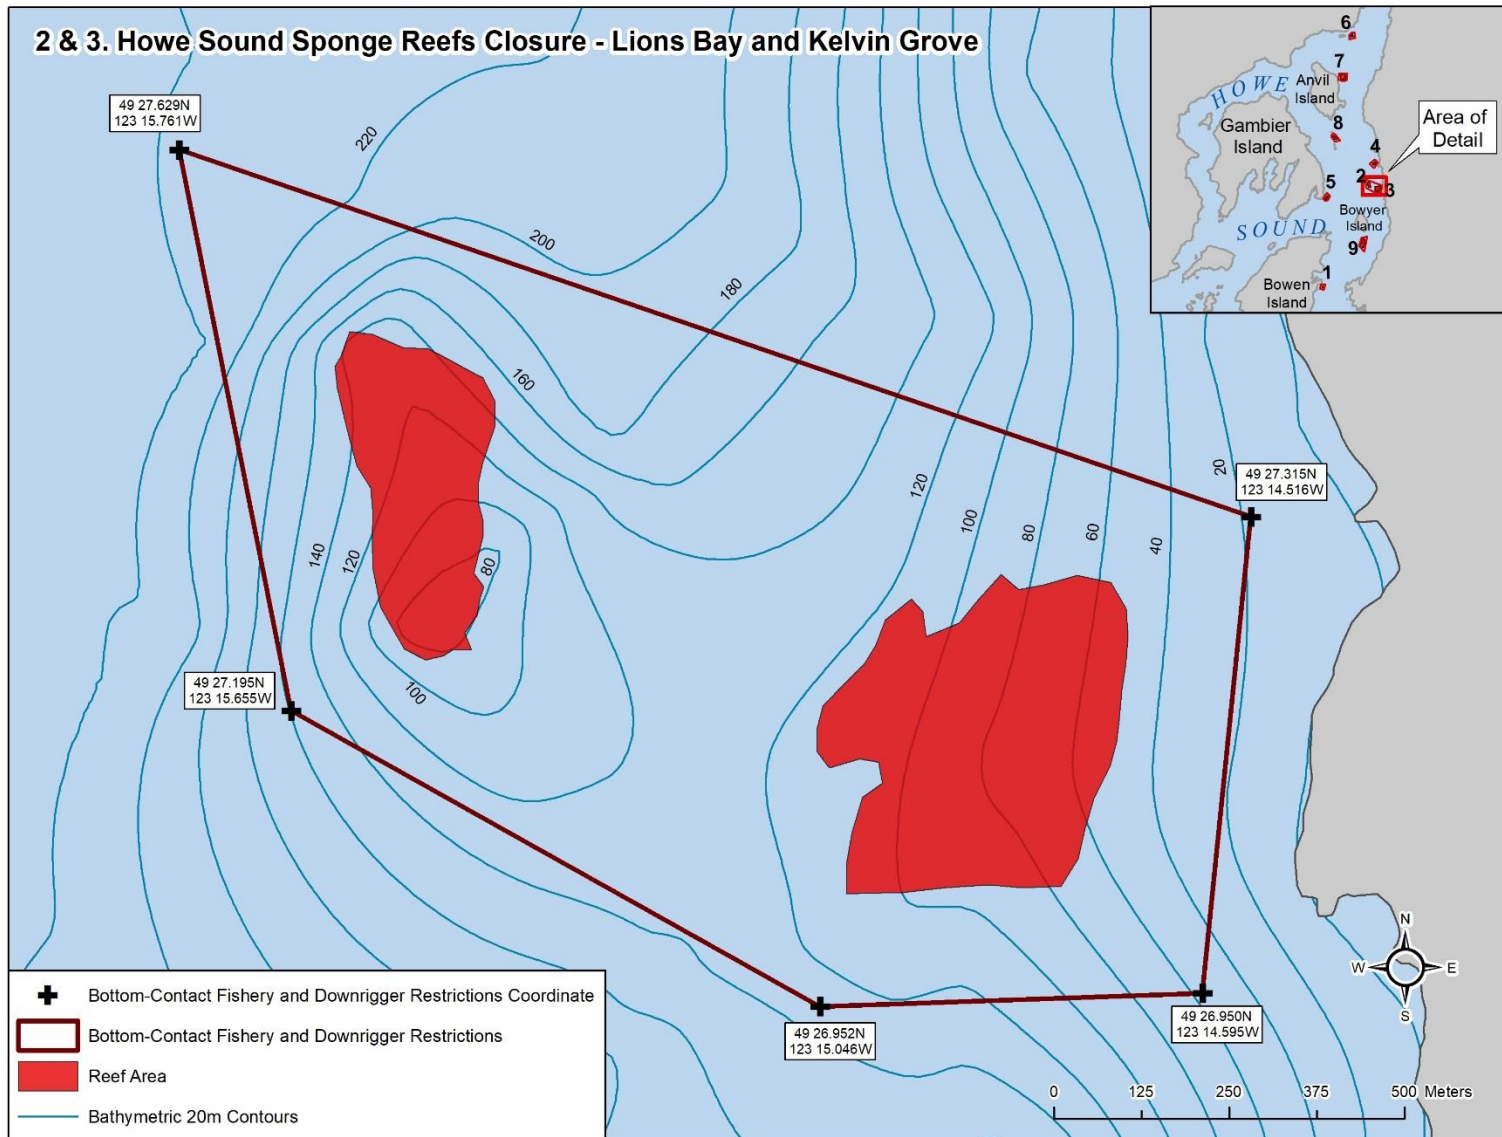 2 & 3. Howe Sound Sponge Reefs Closure - Lions Bay and Kelvin Grove
6
7
HOWE
Anvil
Island
Gambier
Island
8
Area of
Detail
4
2
3
5
Bowyer
Island
SOUND
9
1
Bowen
Island
49 27.629N
123 15.761W
220
200
180
160
120
20
49 27.315N
123 14.516W
100
80
60
40
140
120
80
49 27.195N
123 15.655W
100
N
W
E
S
49 26.952N
123 15.046W
49 26.950N
123 14.595W
Bottom-Contact Fishery and Downrigger Restrictions Coordinate
Bottom-Contact Fishery and Downrigger Restrictions
Reef Area
Bathymetric 20m Contours
0 125 250 375 500 Meters